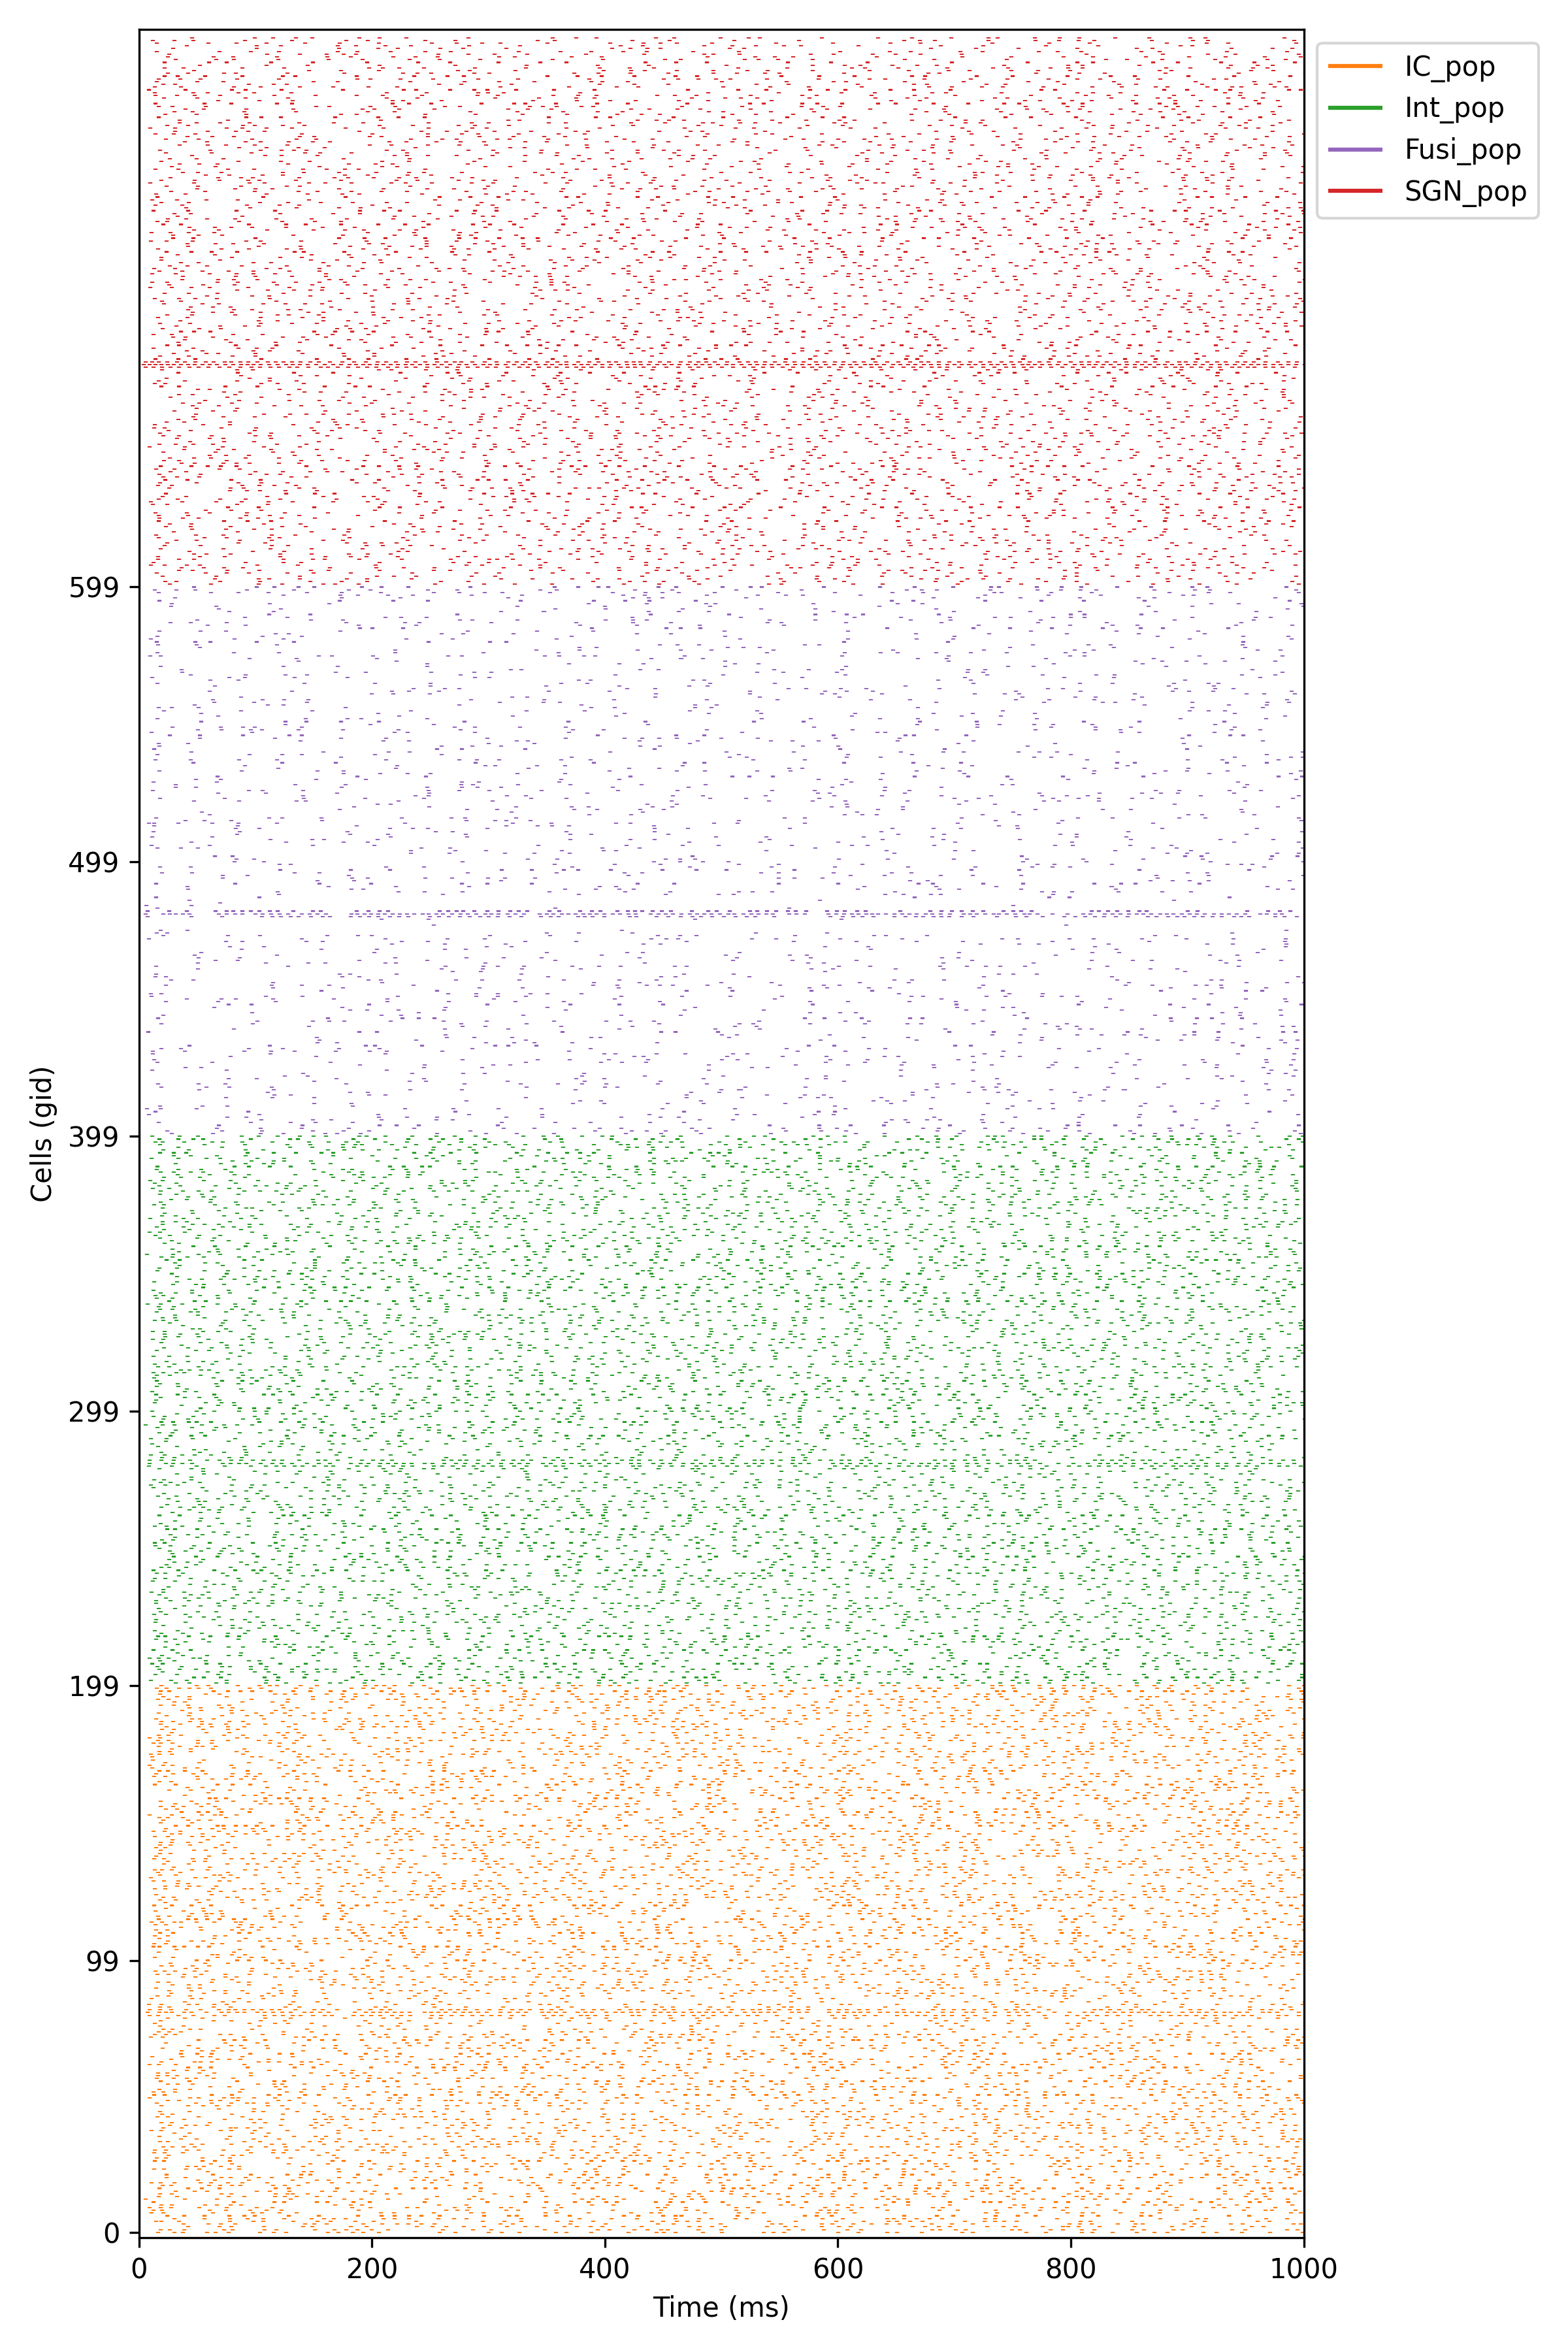 IC_pop
Int_pop
Fusi_pop
SGN_pop
599
499
399
299
199
99
0
Cells (gid)
0 200 400 600 800 1000
Time (ms)